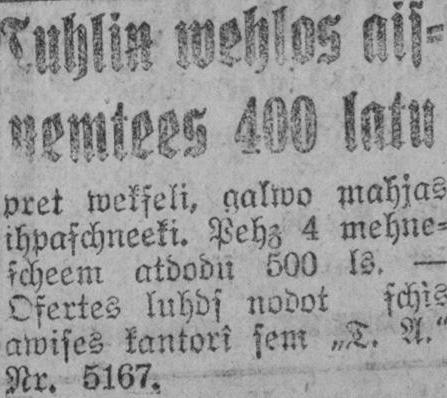 Tuhlin wehlos aiſ-
nemtees 400 latu
pret wekſeli, galwo mahjas
ihpaſchneeki. Pehz 4 mehne-
ſcheem atdodu 500 ls. —
Ofertes luhdſ nodot ſchis
awiſes kantorî ſem „T. A.“
Nr. 5167.